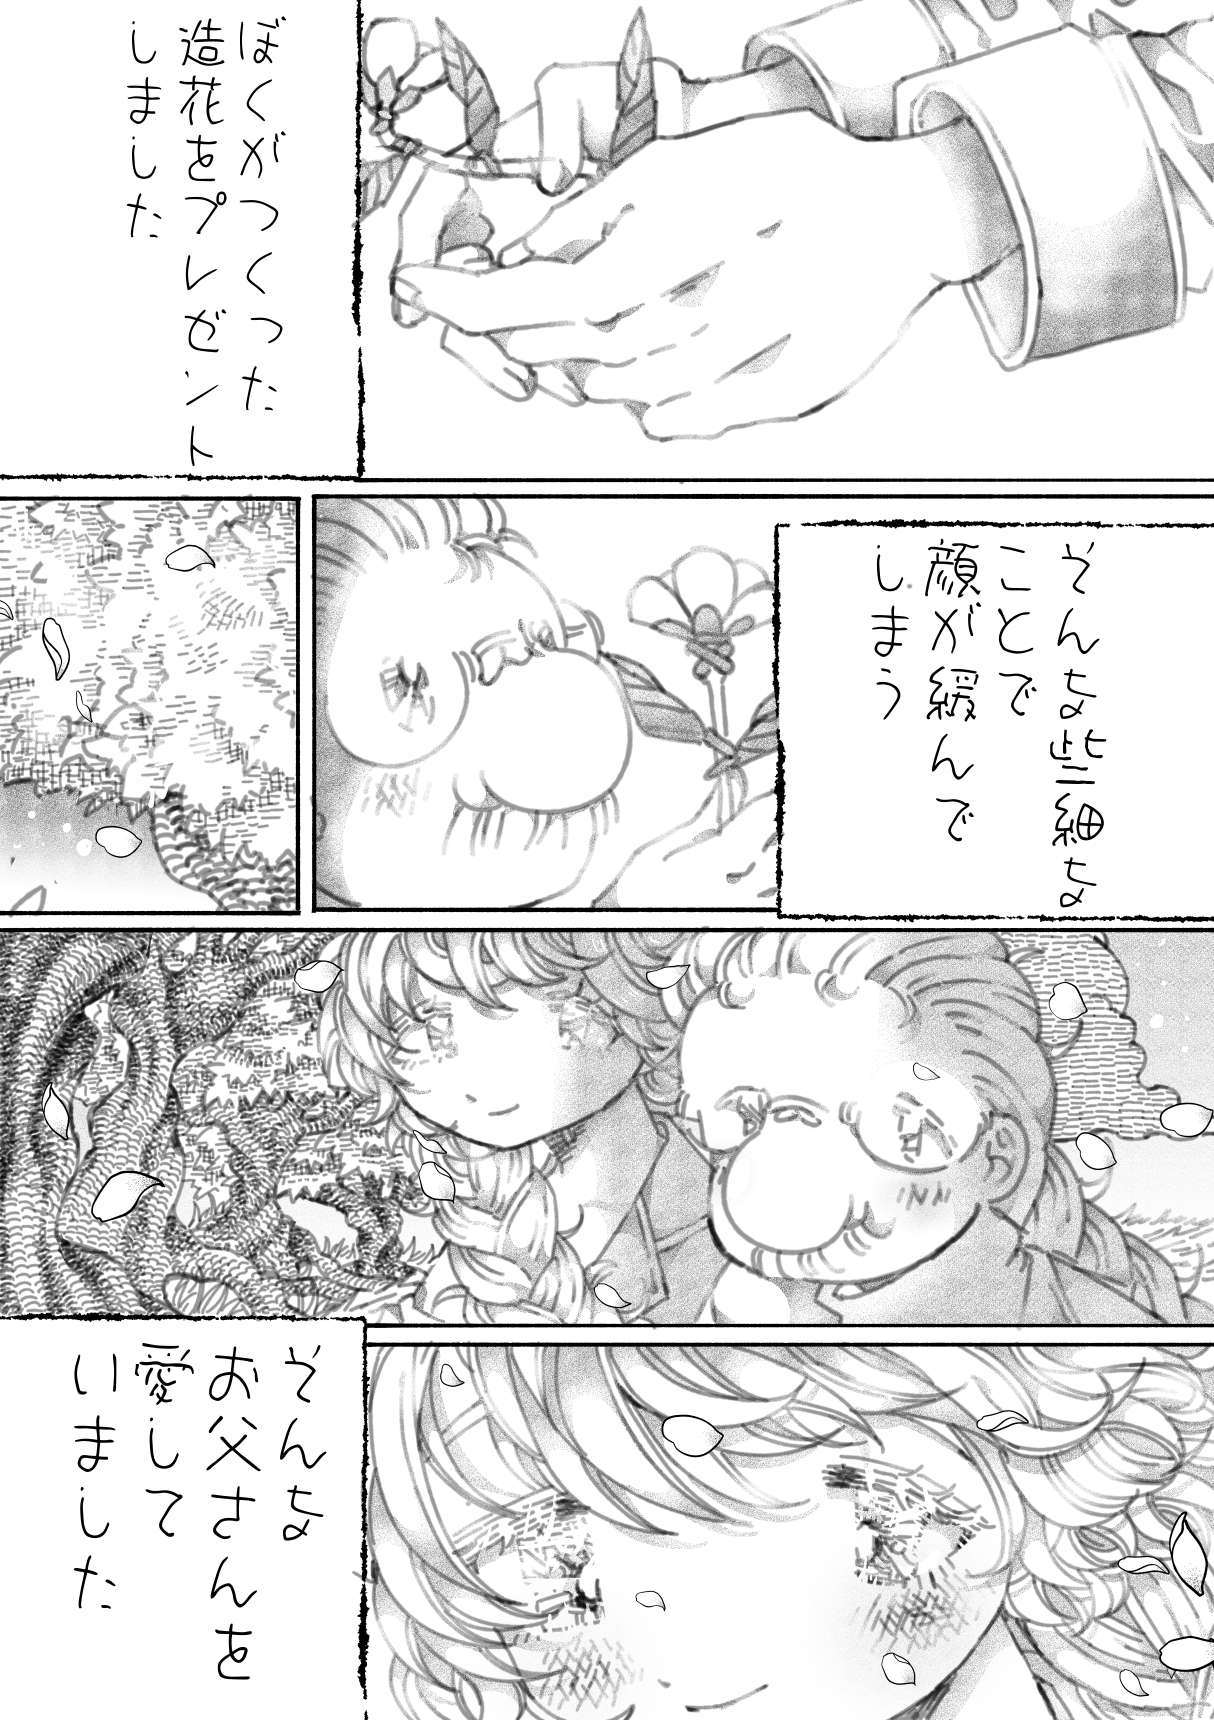 ぼくがつくった
造花をプレゼント
しました
そんな些細な
ことで
顔が緩んで
しまう
そんな
お父さんを
愛して
いました